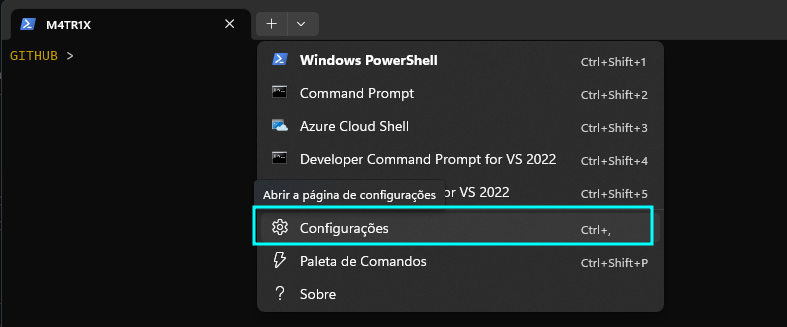 M4TR1X
GITHUB >
Windows PowerShell Ctrl+Shift+1
Command Prompt Ctrl+Shift+2
Azure Cloud Shell Ctrl+Shift+3
Developer Command Prompt for VS 2022 Ctrl+Shift+4
Abrir a página de configurações or VS 2022 Ctrl+Shift+5
Configurações Ctrl+,
Paleta de Comandos Ctrl+Shift+P
Sobre